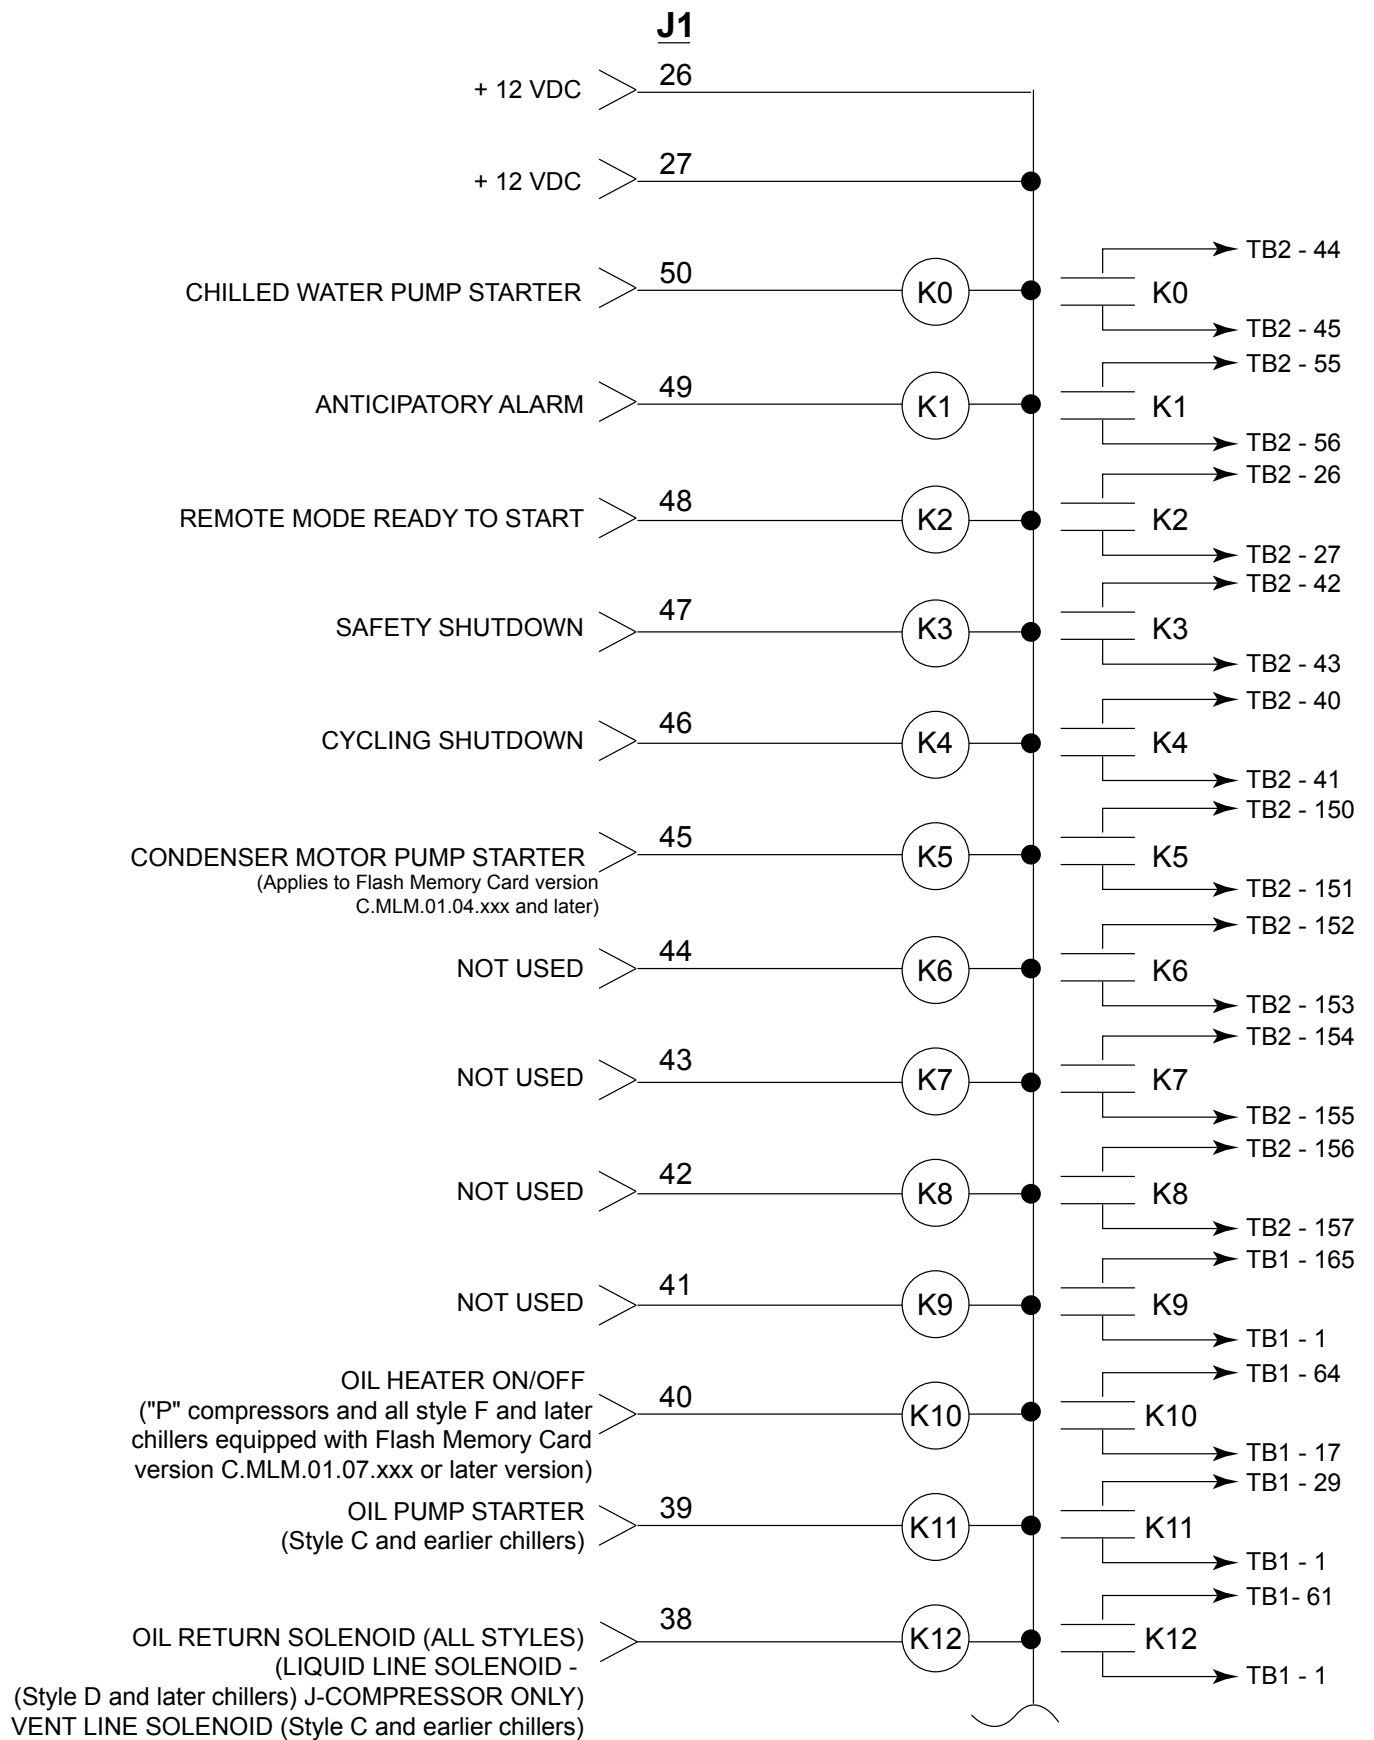 J1
+ 12 VDC
26
+ 12 VDC
27
CHILLED WATER PUMP STARTER
50
K0
K0
TB2 - 44
TB2 - 45
ANTICIPATORY ALARM
49
K1
K1
TB2 - 55
TB2 - 56
REMOTE MODE READY TO START
48
K2
K2
TB2 - 26
TB2 - 27
SAFETY SHUTDOWN
47
K3
K3
TB2 - 42
TB2 - 43
CYCLING SHUTDOWN
46
K4
K4
TB2 - 40
TB2 - 41
CONDENSER MOTOR PUMP STARTER
(Applies to Flash Memory Card version
C.MLM.01.04.xxx and later)
45
K5
K5
TB2 - 150
TB2 - 151
NOT USED
44
K6
K6
TB2 - 152
TB2 - 153
NOT USED
43
K7
K7
TB2 - 154
TB2 - 155
NOT USED
42
K8
K8
TB2 - 156
TB2 - 157
NOT USED
41
K9
K9
TB1 - 165
TB1 - 1
OIL HEATER ON/OFF
("P" compressors and all style F and later
chillers equipped with Flash Memory Card
version C.MLM.01.07.xxx or later version)
40
K10
K10
TB1 - 64
TB1 - 17
OIL PUMP STARTER
(Style C and earlier chillers)
39
K11
K11
TB1 - 29
TB1 - 1
OIL RETURN SOLENOID (ALL STYLES)
(LIQUID LINE SOLENOID -
(Style D and later chillers) J-COMPRESSOR ONLY)
VENT LINE SOLENOID (Style C and earlier chillers)
38
K12
K12
TB1- 61
TB1 - 1